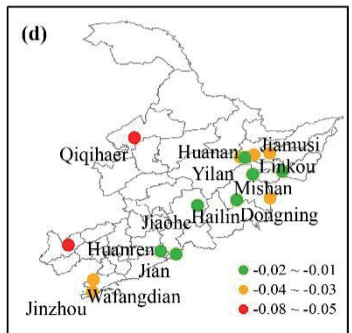 (d)
Qiqihaer
Huanan
Jiamusi
Linkou
Yilan
Mishan
Jiaohe
Hailin
Dongning
Huanren
Jian
Jinzhou
Wafangdian
-0.02 ~ -0.01
-0.04 ~ -0.03
-0.08 ~ -0.05